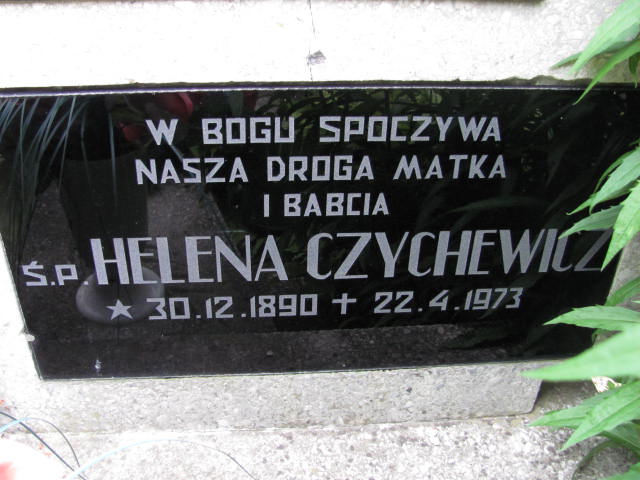 W BOGU SPOCZYWA
NASZA DROGA MATKA
I BABCIA
Ś.P. HELENA CZYCHEWICZ
★ 30.12.1890 + 22.4.1973